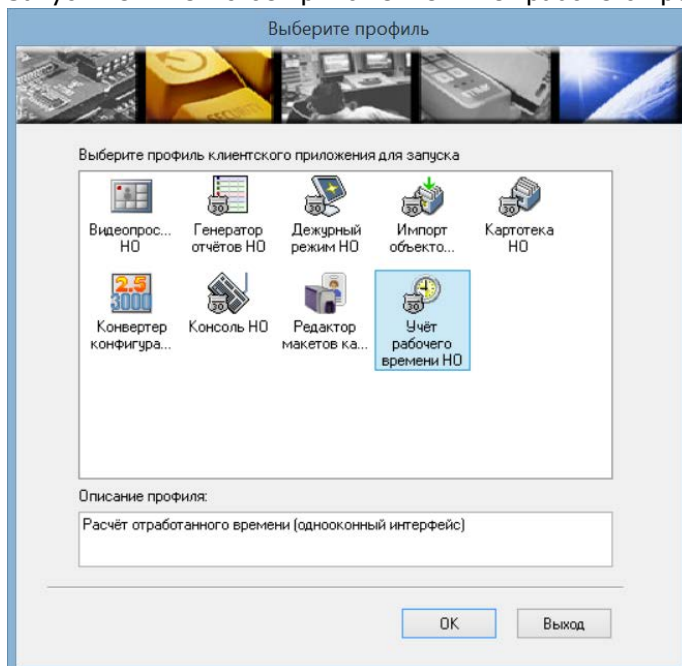 Выберите профиль
Выберите профиль клиентского приложения для запуска
Видеопрос... НО
Генератор отчётов НО
Дежурный режим НО
Импорт объекто...
Картотека НО
2.5
3000
Конвертер конфигура...
Консоль НО
Редактор макетов ка...
Учёт рабочего времени НО
Описание профиля:
Расчёт отработанного времени (однооконный интерфейс)
OK
Выход